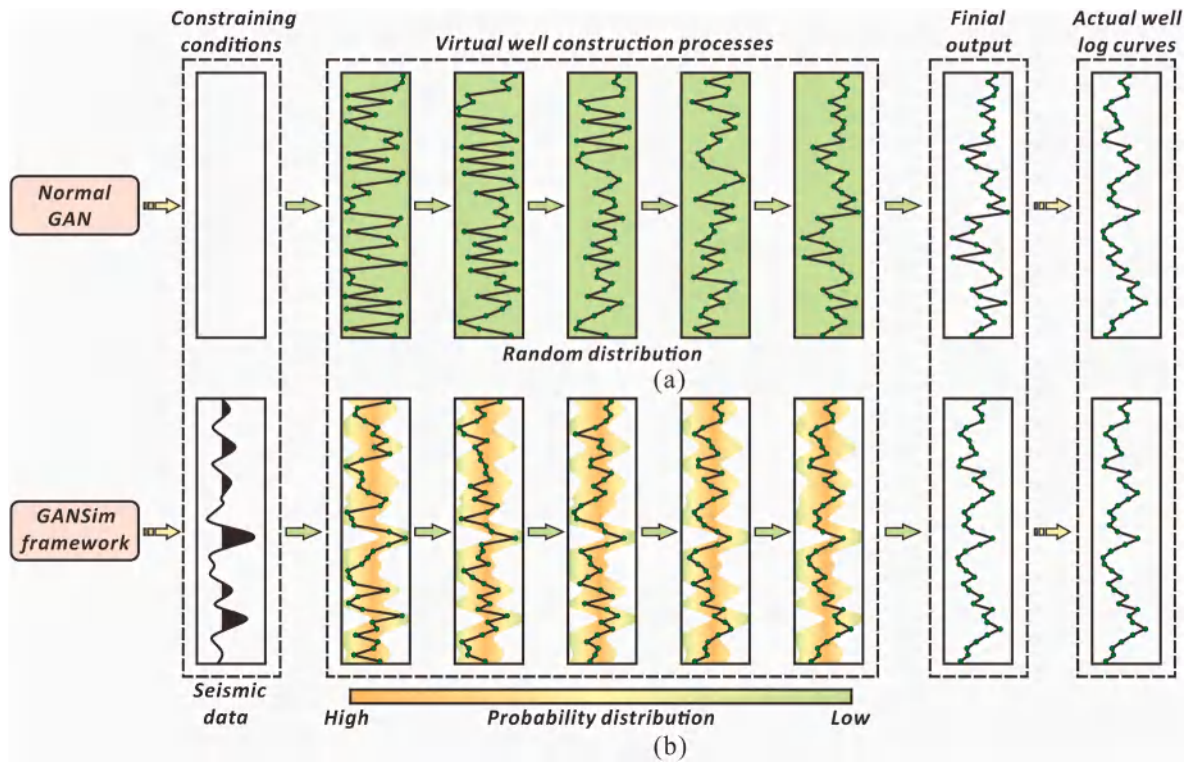 Constraining
conditions
Virtual well construction processes
Finial
output
Actual well
log curves
Normal
GAN
Random distribution
(a)
GANSim
framework
Seismic
data
High
Probability distribution
Low
(b)